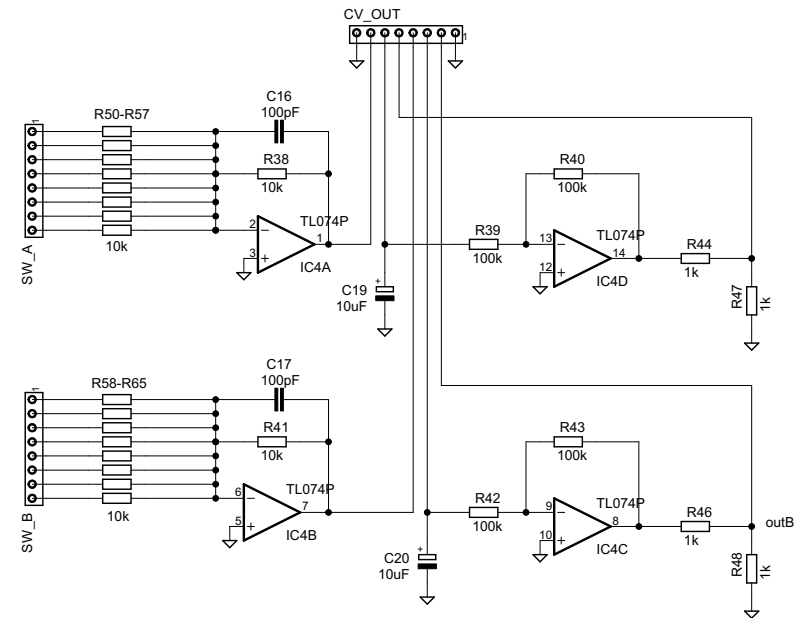 CV_OUT
1
C16
100pF
R50-R57
1
R38
10k
R40
100k
TL074P
2
1
3
IC4A
10k
SW_A
R39
100k
TL074P
13
14
12
IC4D
R44
1k
C19
+
10uF
R47
1k
C17
100pF
R58-R65
1
R41
10k
R43
100k
TL074P
6
7
5
IC4B
10k
SW_B
R42
100k
TL074P
9
8
10
IC4C
R46
1k
outB
C20
+
10uF
R48
1k